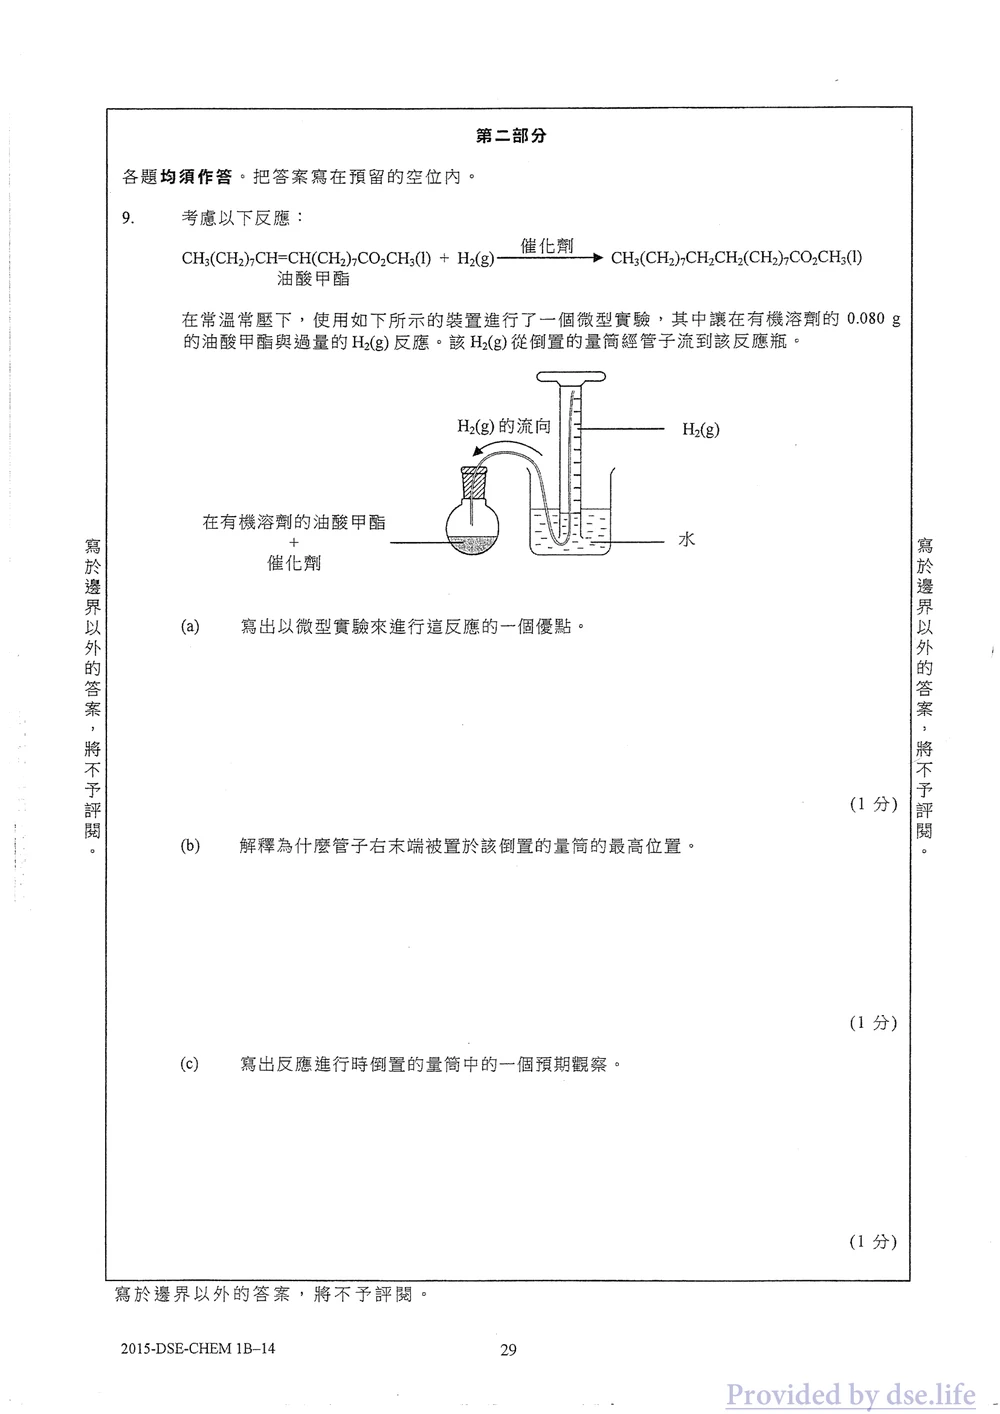 第二部分
各題均須作答。把答案寫在預留的空位內。
9. 考慮以下反應：
CH₃(CH₂)₇CH=CH(CH₂)₇CO₂CH₃(l) + H₂(g) 催化劑 CH₃(CH₂)₇CH₂CH₂(CH₂)₇CO₂CH₃(l)
油酸甲酯
在常溫常壓下，使用如下所示的裝置進行了一個微型實驗，其中讓在有機溶劑的 0.080 g
的油酸甲酯與過量的 H₂(g) 反應。該 H₂(g) 從倒置的量筒經管子流到該反應瓶。
H₂(g) 的流向
H₂(g)
在有機溶劑的油酸甲酯
+
催化劑
水
(a) 寫出以微型實驗來進行這反應的一個優點。
(1 分)
(b) 解釋為什麼管子右末端被置於該倒置的量筒的最高位置。
(1 分)
(c) 寫出反應進行時倒置的量筒中的一個預期觀察。
(1 分)
寫於邊界以外的答案，將不予評閱。
寫於邊界以外的答案，將不予評閱。
寫於邊界以外的答案，將不予評閱。
2015-DSE-CHEM 1B–14
29
Provided by dse.life